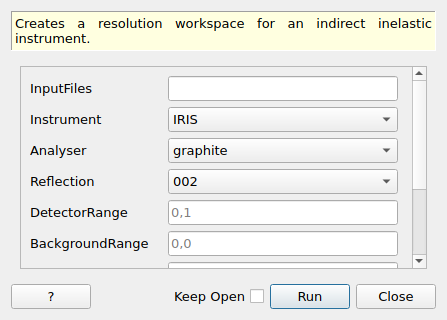 Creates a resolution workspace for an indirect inelastic
instrument.
InputFiles
Instrument IRIS
Analyser graphite
Reflection 002
DetectorRange 0,1
BackgroundRange 0,0
? Keep Open Run Close